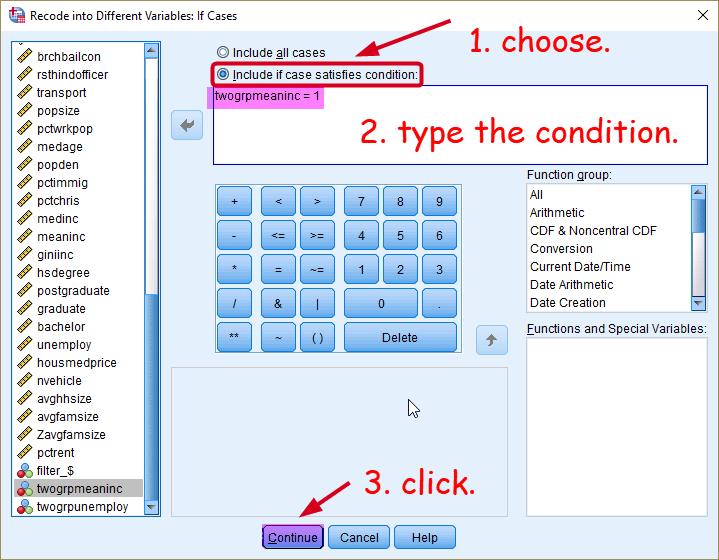 Recode into Different Variables: If Cases
brchbailcon
rsthindofficer
transport
popsize
pctwrkpop
medage
popden
pctimmig
pctchris
medinc
meaninc
giniinc
hsdegree
postgraduate
graduate
bachelor
unemploy
housmedprice
nvehicle
avghhsize
avgfamsize
Zavgfamsize
pctrent
filter_$
twogrpmeaninc
twogrpunemploy
Include all cases
1. choose.
Include if case satisfies condition:
twogrpmeaninc = 1
2. type the condition.
+ < > 7 8 9
- <= >= 4 5 6
* = ~= 1 2 3
/ & | 0 .
** ~ ( ) Delete
Function group:
All
Arithmetic
CDF & Noncentral CDF
Conversion
Current Date/Time
Date Arithmetic
Date Creation
Functions and Special Variables:
3. click.
Continue Cancel Help